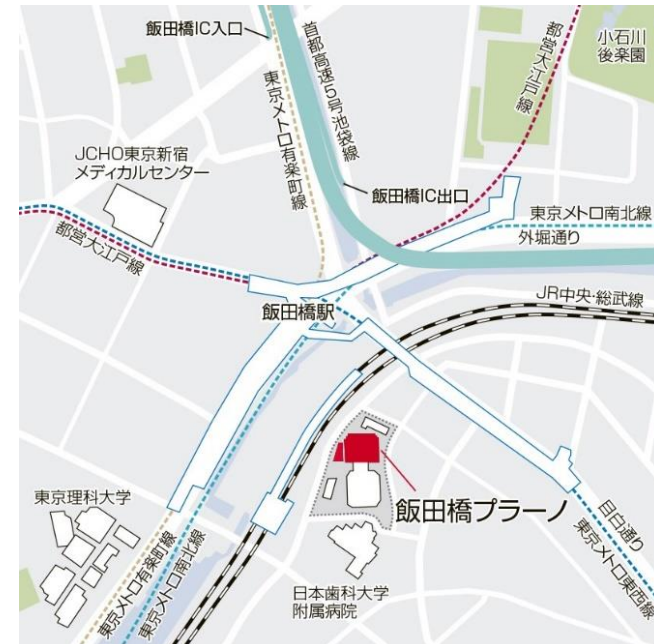 飯田橋IC入口
首都高速5号池袋線
東京メトロ有楽町線
都営大江戸線
小石川
後楽園
JCHO東京新宿
メディカルセンター
飯田橋IC出口
東京メトロ南北線
外堀通り
都営大江戸線
JR中央・総武線
飯田橋駅
飯田橋プラーノ
東京理科大学
東京メトロ有楽町線
東京メトロ南北線
日本歯科大学
附属病院
目白通り
東京メトロ東西線